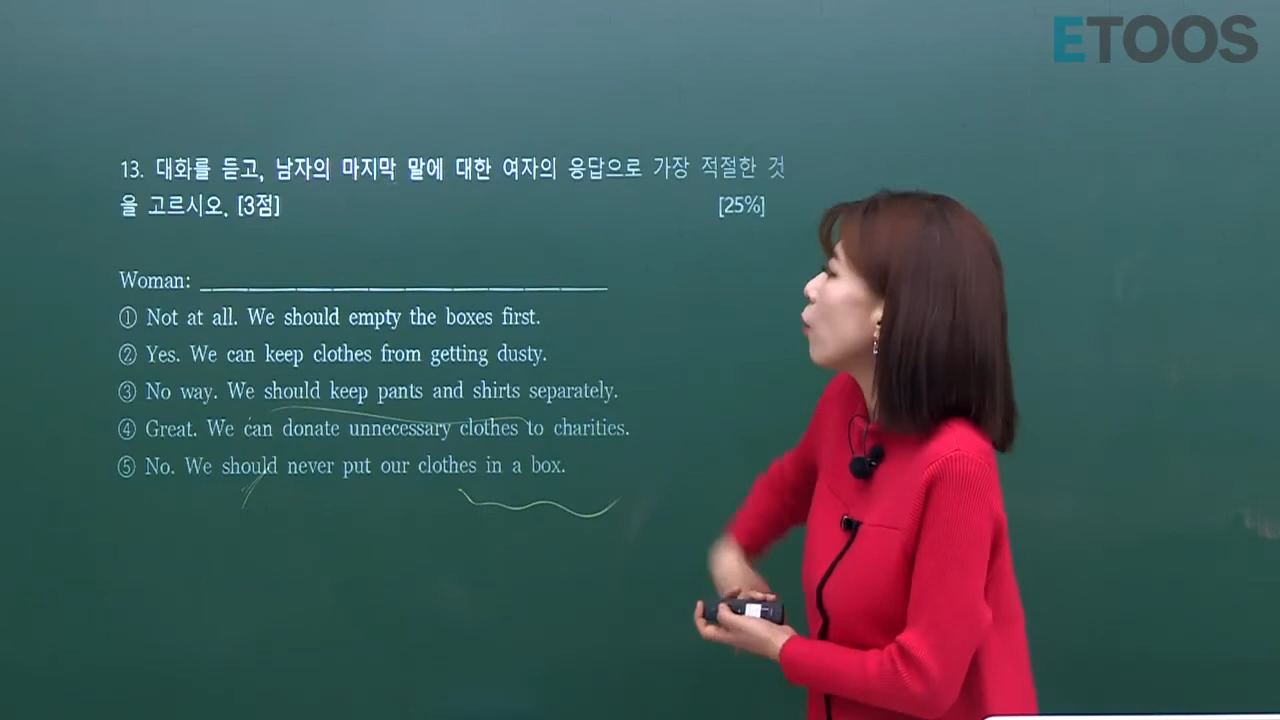 ETOOS
13. 대화를 듣고, 남자의 마지막 말에 대한 여자의 응답으로 가장 적절한 것
을 고르시오. [3점] [25%]
Woman: ____________________
① Not at all. We should empty the boxes first.
② Yes. We can keep clothes from getting dusty.
③ No way. We should keep pants and shirts separately.
④ Great. We can donate unnecessary clothes to charities.
⑤ No. We should never put our clothes in a box.